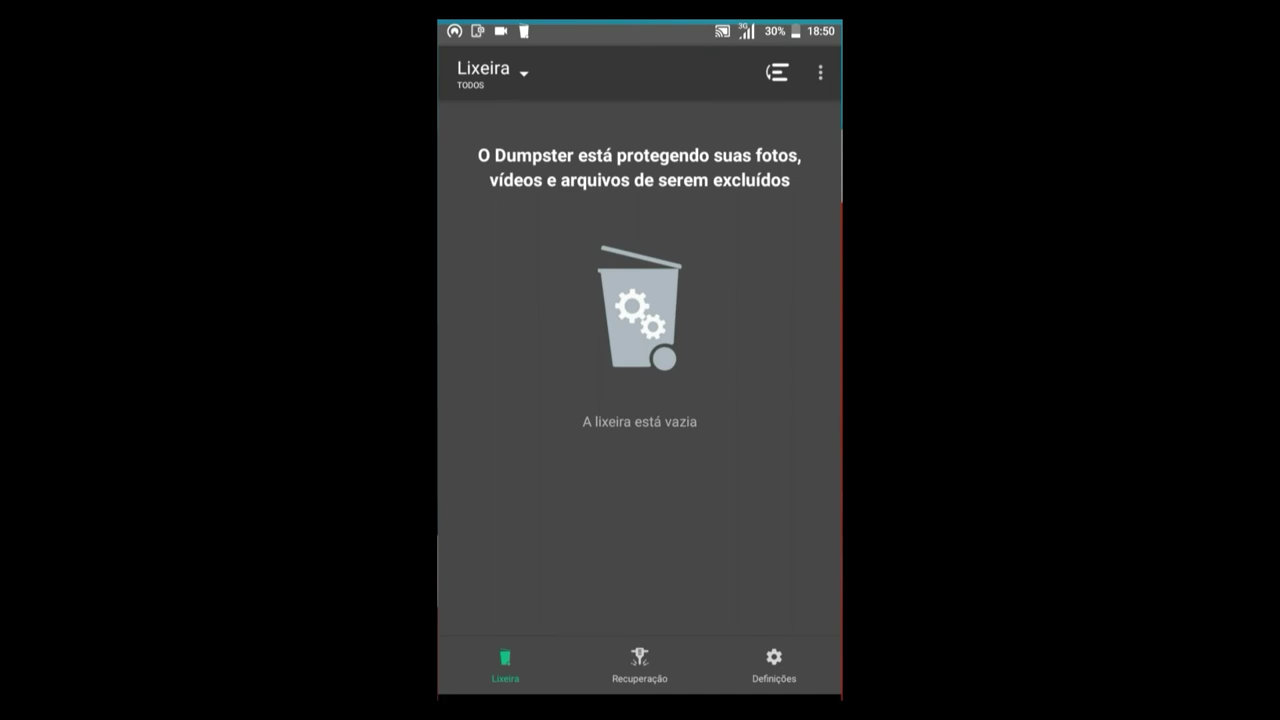 3G 30% 18:50
Lixeira
TODOS
O Dumpster está protegendo suas fotos,
vídeos e arquivos de serem excluídos
A lixeira está vazia
Lixeira Recuperação Definições